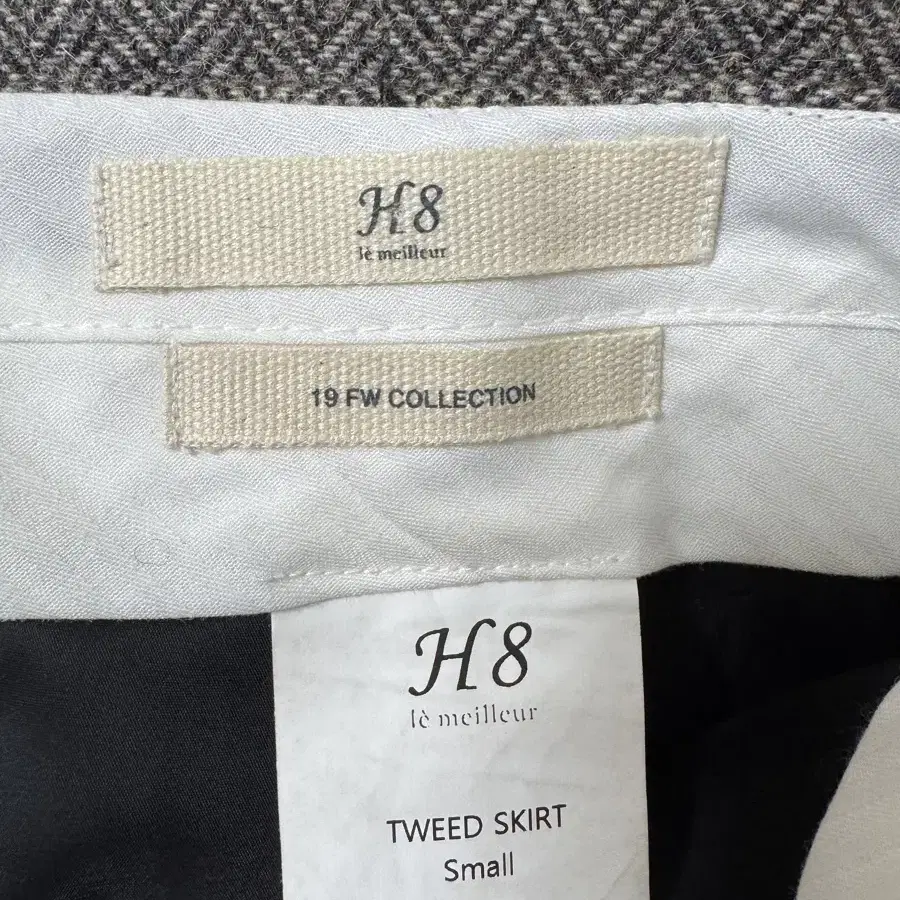 H8
lè meilleur
19 FW COLLECTION
H8
lè meilleur
TWEED SKIRT
Small